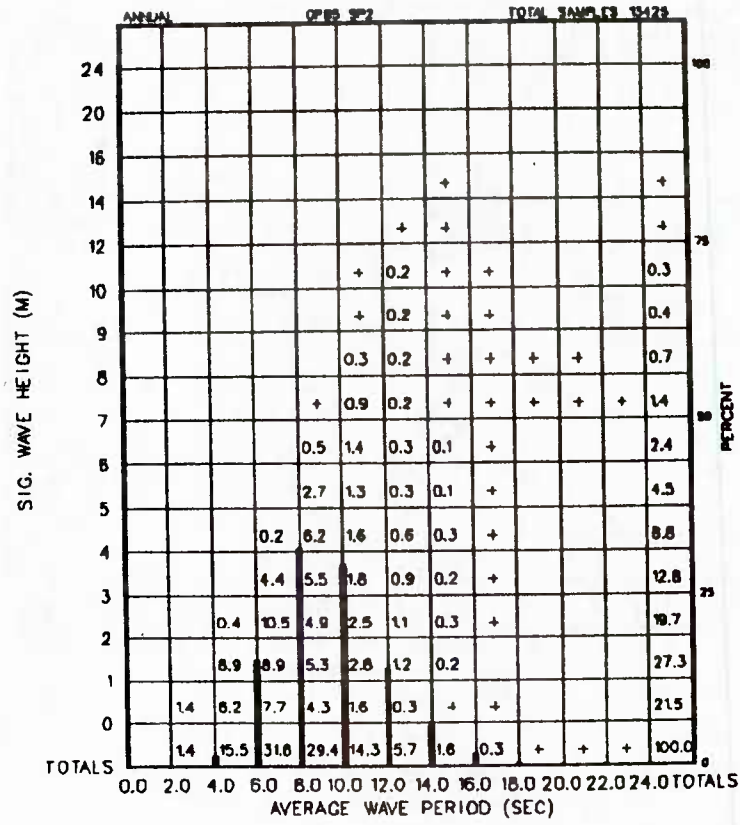 ANNUAL SP2 TOTAL SAMPLES
24 100
20
16
+ +
14
+ + +
12 75
+ 0.2 + + 0.3
10
+ 0.2 + + 0.4
9
0.3 0.2 + + + + 0.7
8
+ 0.9 0.2 + + + + + 1.4
7 50
0.5 1.4 0.3 0.1 + 2.4
6
2.7 1.3 0.3 0.1 + 4.5
5
0.2 6.2 1.6 0.6 0.3 + 8.8
4
4.4 5.5 1.8 0.9 0.2 + 12.8
3 25
0.4 10.5 4.9 2.5 1.1 0.3 + 19.7
2
8.9 8.9 5.3 2.8 1.2 0.2 27.3
1
1.4 6.2 7.7 4.3 1.6 0.3 + + 21.5
0
1.4 15.5 31.6 29.4 14.3 5.7 1.6 0.3 + + + 100.0
TOTALS 0
0.0 2.0 4.0 6.0 8.0 10.0 12.0 14.0 16.0 18.0 20.0 22.0 24.0 TOTALS
AVERAGE WAVE PERIOD (SEC)
SIG. WAVE HEIGHT (M)
PERCENT